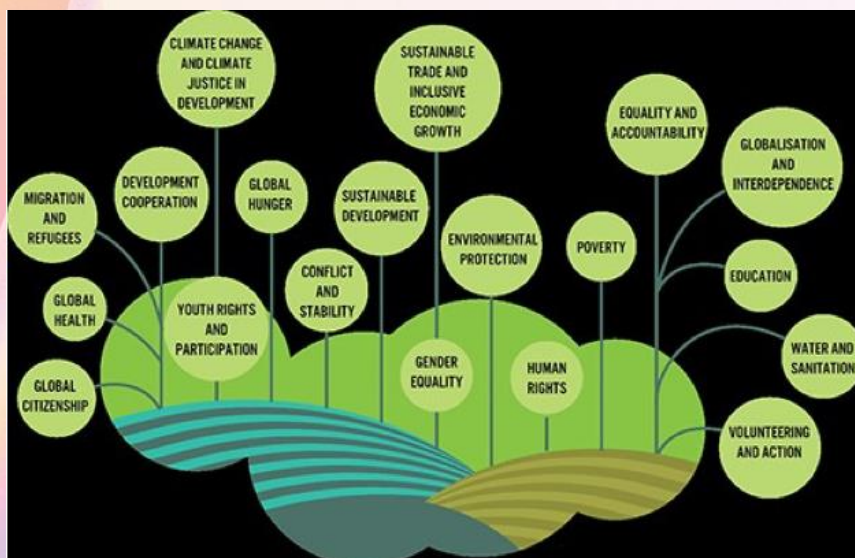 CLIMATE CHANGE
AND CLIMATE
JUSTICE IN
DEVELOPMENT
SUSTAINABLE
TRADE AND
INCLUSIVE
ECONOMIC
GROWTH
EQUALITY AND
ACCOUNTABILITY
GLOBALISATION
AND
INTERDEPENDENCE
MIGRATION
AND
REFUGEES
DEVELOPMENT
COOPERATION
GLOBAL
HUNGER
SUSTAINABLE
DEVELOPMENT
ENVIRONMENTAL
PROTECTION
POVERTY
EDUCATION
GLOBAL
HEALTH
YOUTH RIGHTS
AND
PARTICIPATION
CONFLICT
AND
STABILITY
GENDER
EQUALITY
HUMAN
RIGHTS
WATER AND
SANITATION
GLOBAL
CITIZENSHIP
VOLUNTEERING
AND ACTION